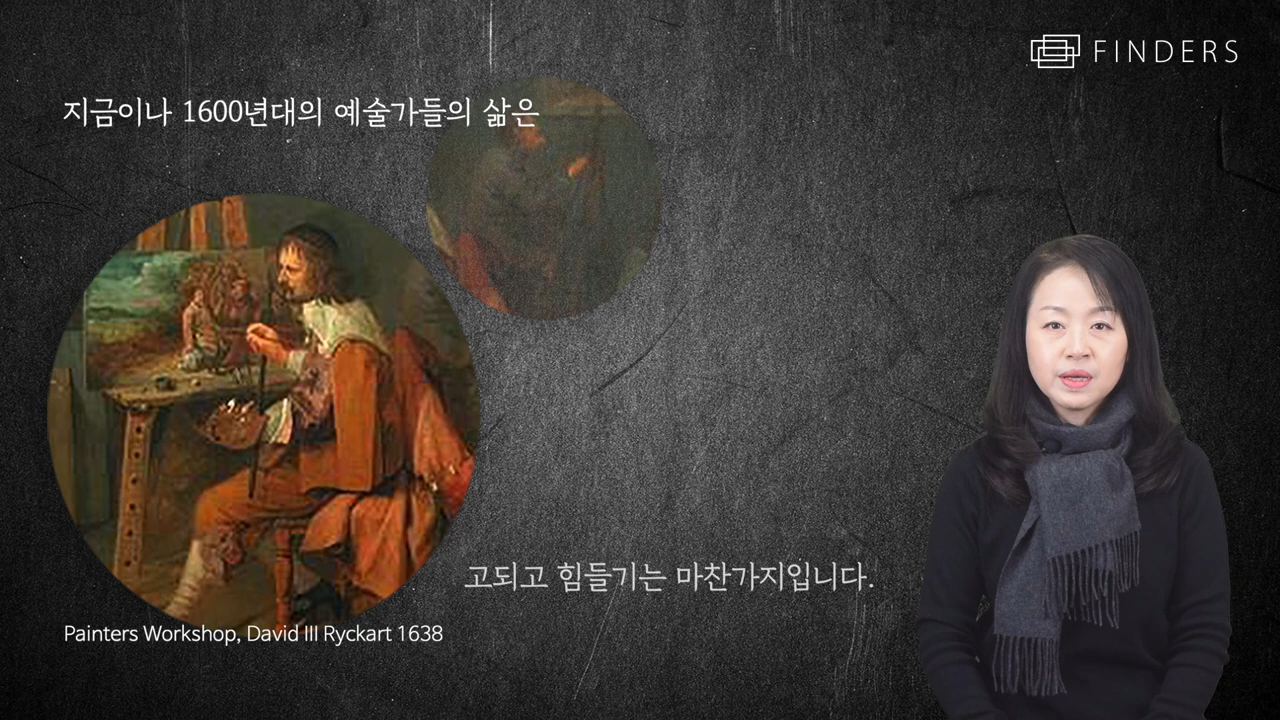 FINDERS
지금이나 1600년대의 예술가들의 삶은
고되고 힘들기는 마찬가지입니다.
Painters Workshop, David III Ryckart 1638